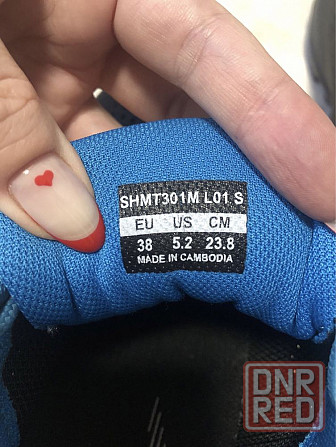 SHMT301M L01 S
EU US CM
38 5.2 23.8
MADE IN CAMBODIA
DNR
RED